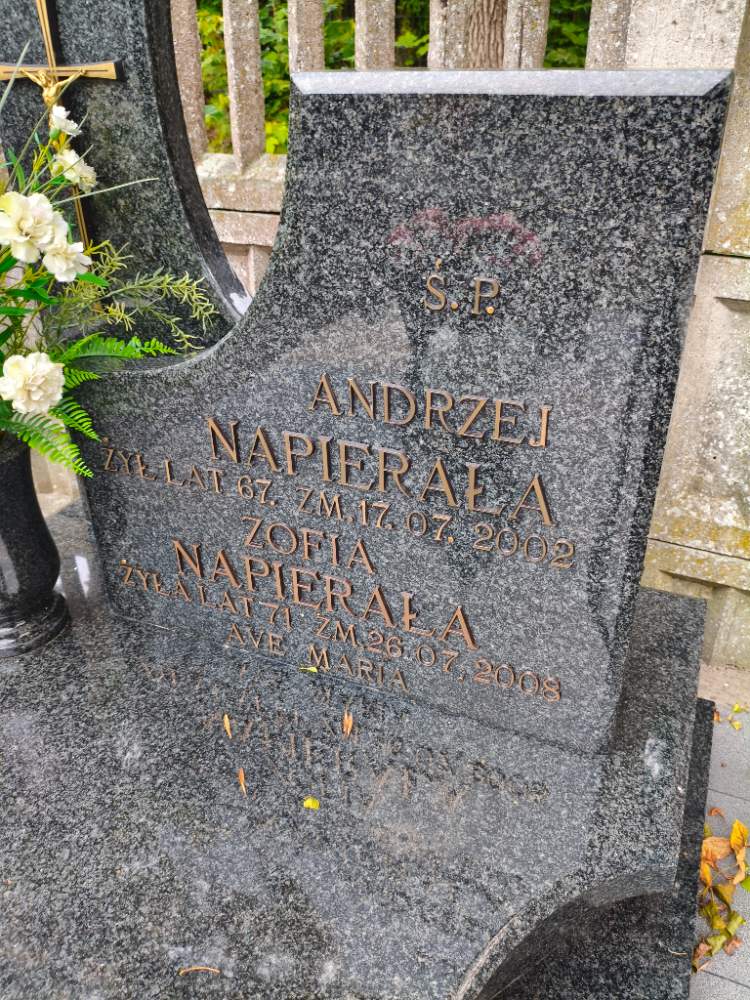 Ś.P.
ANDRZEJ
NAPIERAŁA
ŻYŁ LAT 67. ZM. 17.07.2002
ZOFIA
NAPIERAŁA
ŻYŁA LAT 71 ZM. 26.07.2008
AVE MARIA